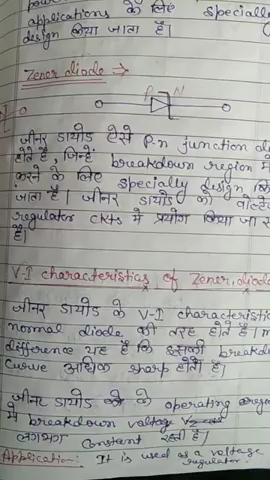 applications के लिए specially
design किया जाता है।
Zener diode →
P N
जीनर डायोड ऐसे P-n junction
होते है, जिन्हें breakdown region में
करने के लिए specially design
जाता है। जीनर डायोड को
regulator ckts में प्रयोग किया जा
है।
V-I characteristics of Zener diode
जीनर डायोड के V-I characteristic
normal diode की तरह होते है।
difference यह है कि इसकी
curve अधिक sharp होती है।
जीनर डायोड को operating
में breakdown voltage
लगभग constant रहती है।
Application: It is used as a voltage
regulator.